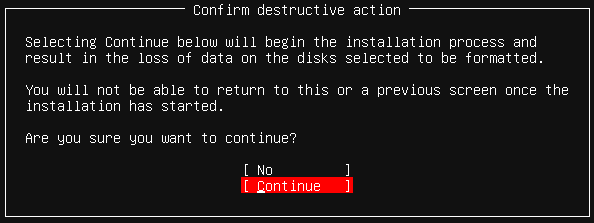 Confirm destructive action
Selecting Continue below will begin the installation process and
result in the loss of data on the disks selected to be formatted.
You will not be able to return to this or a previous screen once the
installation has started.
Are you sure you want to continue?
[ No ]
[ Continue ]